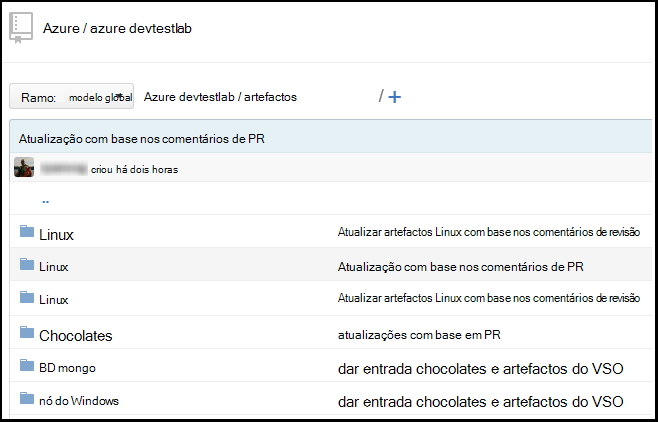 Azure / azure devtestlab
Ramo: modelo global Azure devtestlab / artefactos / +
Atualização com base nos comentários de PR
criou há dois horas
..
Linux Atualizar artefactos Linux com base nos comentários de revisão
Linux Atualização com base nos comentários de PR
Linux Atualizar artefactos Linux com base nos comentários de revisão
Chocolates atualizações com base em PR
BD mongo dar entrada chocolates e artefactos do VSO
nó do Windows dar entrada chocolates e artefactos do VSO